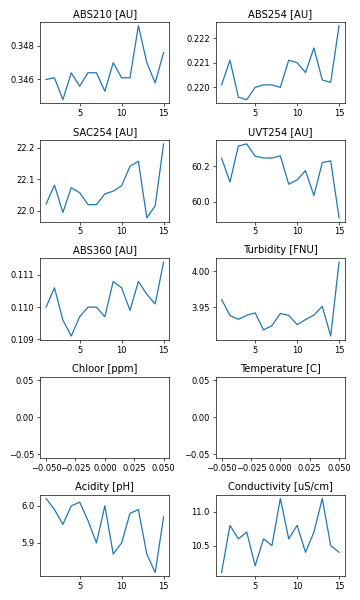 ABS210 [AU]
ABS254 [AU]
0.348
0.346
0.222
0.221
0.220
5 10 15
5 10 15
SAC254 [AU]
UVT254 [AU]
22.2
22.1
22.0
60.2
60.0
5 10 15
5 10 15
ABS360 [AU]
Turbidity [FNU]
0.111
0.110
0.109
4.00
3.95
5 10 15
5 10 15
Chloor [ppm]
Temperature [C]
0.05
0.00
−0.05
0.05
0.00
−0.05
−0.050 −0.025 0.000 0.025 0.050
−0.050 −0.025 0.000 0.025 0.050
Acidity [pH]
Conductivity [uS/cm]
6.0
5.9
11.0
10.5
5 10 15
5 10 15